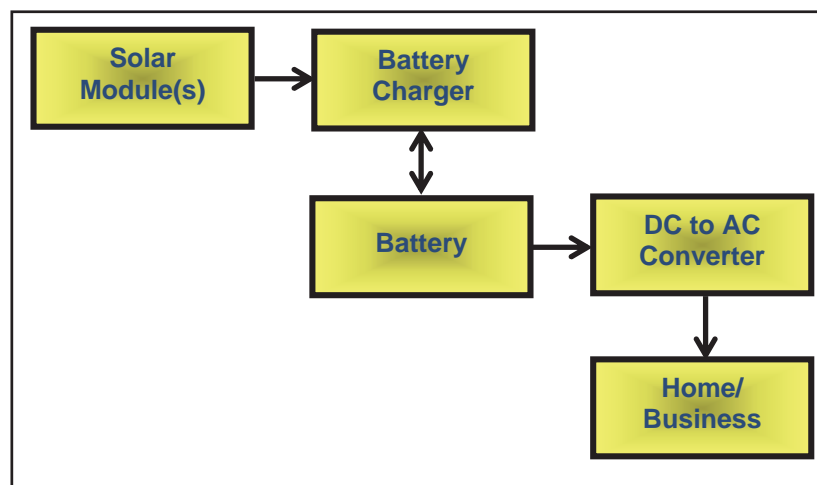 Solar
Module(s)
Battery
Charger
Battery
DC to AC
Converter
Home/
Business